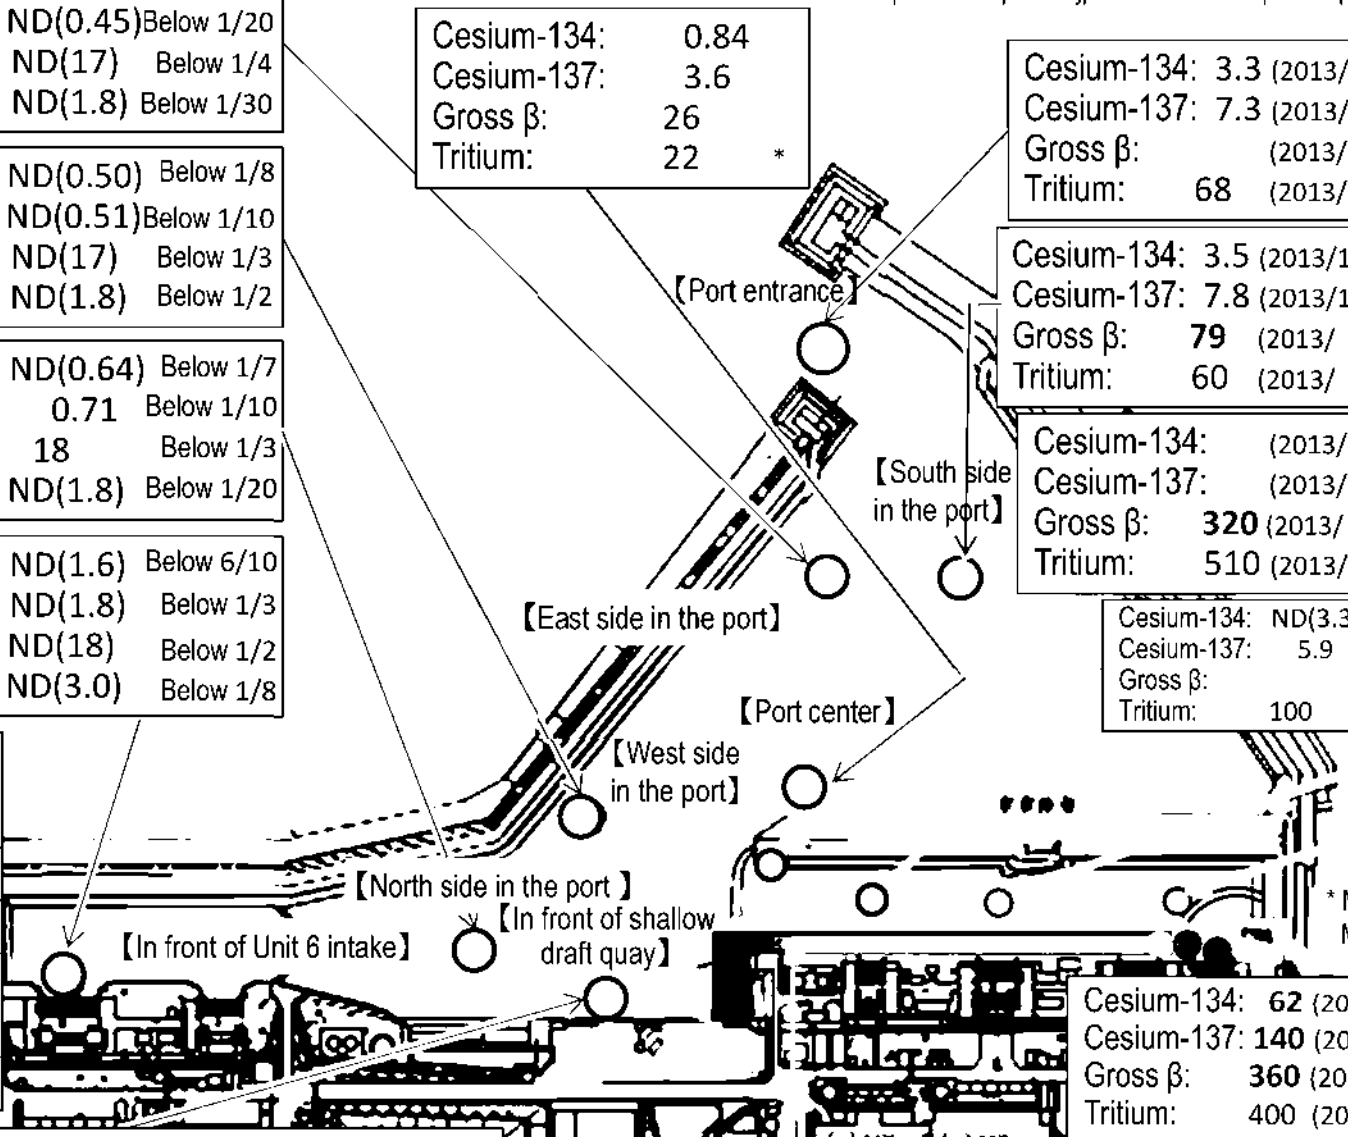 ND(0.45)Below 1/20
ND(17) Below 1/4
ND(1.8) Below 1/30
ND(0.50) Below 1/8
ND(0.51)Below 1/10
ND(17) Below 1/3
ND(1.8) Below 1/2
ND(0.64) Below 1/7
0.71 Below 1/10
18 Below 1/3
ND(1.8) Below 1/20
ND(1.6) Below 6/10
ND(1.8) Below 1/3
ND(18) Below 1/2
ND(3.0) Below 1/8
Cesium-134: 0.84
Cesium-137: 3.6
Gross β: 26
Tritium: 22 *
Cesium-134: 3.3 (2013/
Cesium-137: 7.3 (2013/
Gross β: (2013/
Tritium: 68 (2013/
Cesium-134: 3.5 (2013/1
Cesium-137: 7.8 (2013/1
Gross β: 79 (2013/
Tritium: 60 (2013/
Cesium-134: (2013/
Cesium-137: (2013/
Gross β: 320 (2013/
Tritium: 510 (2013/
Cesium-134: ND(3.3
Cesium-137: 5.9
Gross β:
Tritium: 100
【Port entrance】
【South side
in the port】
【East side in the port】
【Port center】
【West side
in the port】
【North side in the port】
【In front of shallow
draft quay】
【In front of Unit 6 intake】
Cesium-134: 62 (20
Cesium-137: 140 (20
Gross β: 360 (20
Tritium: 400 (20